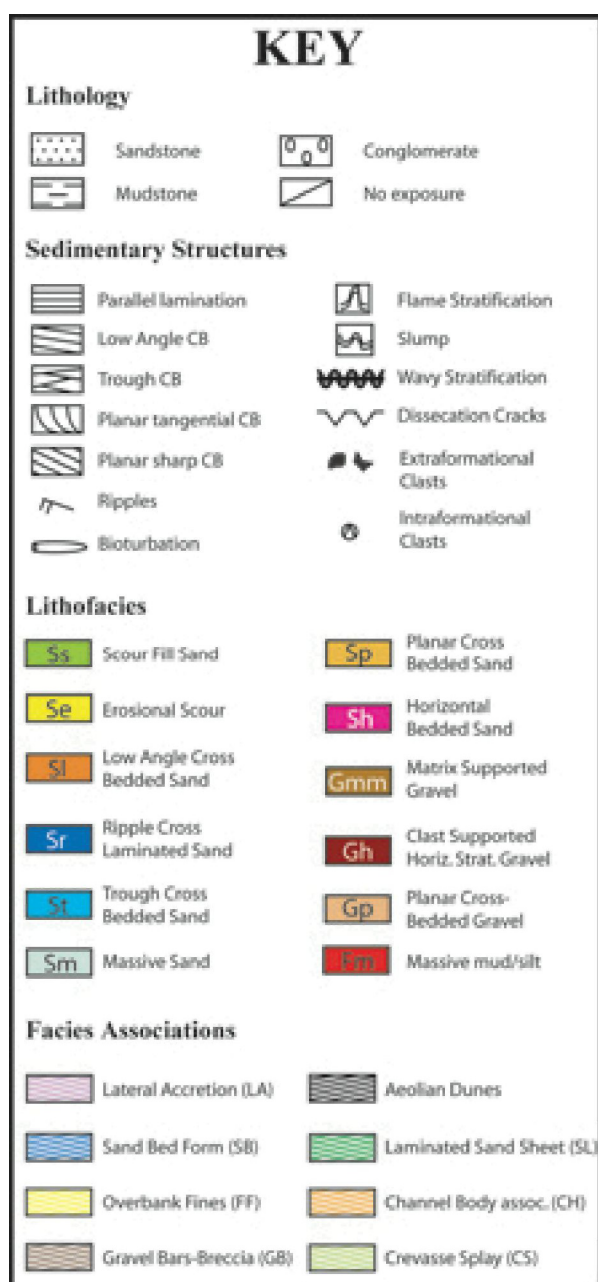 KEY
Lithology
Sandstone
Conglomerate
Mudstone
No exposure
Sedimentary Structures
Parallel lamination
Flame Stratification
Low Angle CB
Slump
Trough CB
Wavy Stratification
Planar tangential CB
Dissecation Cracks
Planar sharp CB
Extraformational
Clasts
Ripples
Intraformational
Clasts
Bioturbation
Lithofacies
Ss
Scour Fill Sand
Sp
Planar Cross
Bedded Sand
Se
Erosional Scour
Sh
Horizontal
Bedded Sand
Sl
Low Angle Cross
Bedded Sand
Gmm
Matrix Supported
Gravel
Sr
Ripple Cross
Laminated Sand
Gh
Clast Supported
Horiz. Strat. Gravel
St
Trough Cross
Bedded Sand
Gp
Planar Cross-
Bedded Gravel
Sm
Massive Sand
Fm
Massive mud/silt
Facies Associations
Lateral Accretion (LA)
Aeolian Dunes
Sand Bed Form (SB)
Laminated Sand Sheet (SL)
Overbank Fines (FF)
Channel Body assoc. (CH)
Gravel Bars-Breccia (GB)
Crevasse Splay (CS)